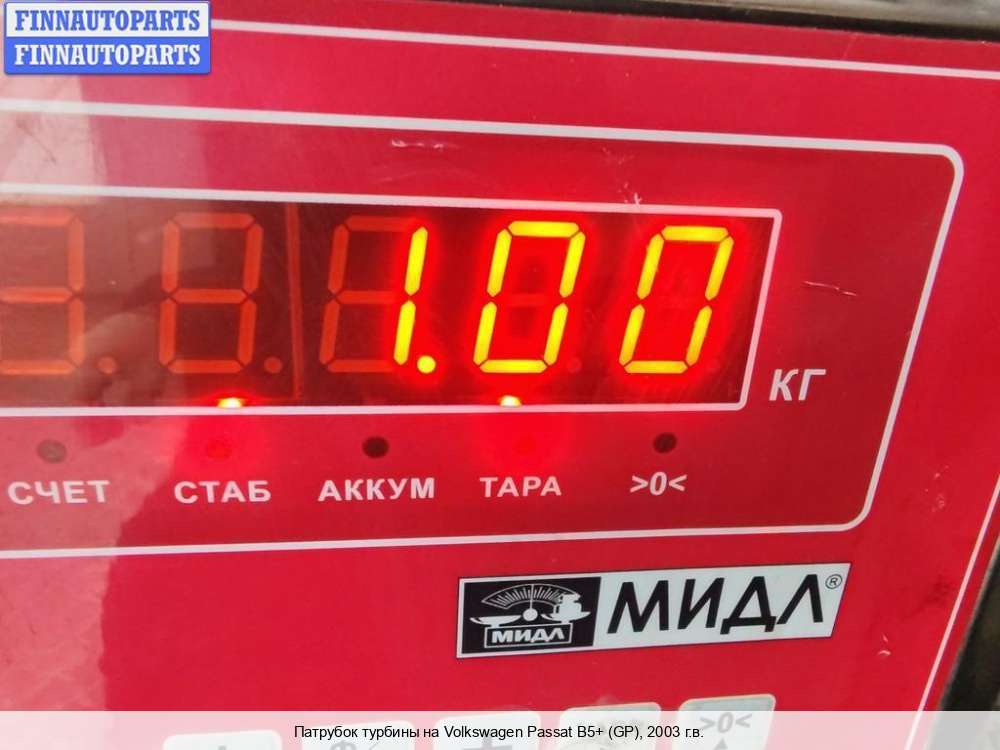 FINNAUTOPARTS
FINNAUTOPARTS
1.00
КГ
СЧЕТ СТАБ АККУМ ТАРА >0<
МИДЛ МИДЛ®
>0<
Патрубок турбины на Volkswagen Passat B5+ (GP), 2003 г.в.